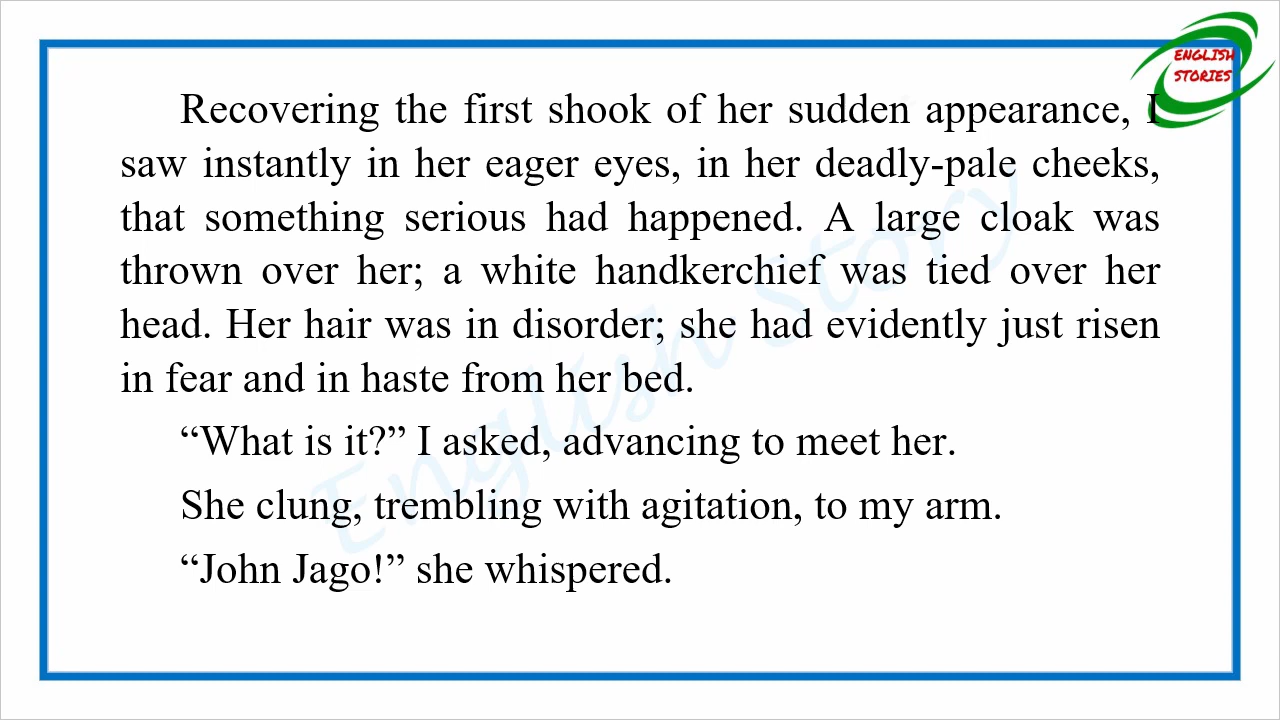 ENGLISH
STORIES
Recovering the first shook of her sudden appearance, I
saw instantly in her eager eyes, in her deadly-pale cheeks,
that something serious had happened. A large cloak was
thrown over her; a white handkerchief was tied over her
head. Her hair was in disorder; she had evidently just risen
in fear and in haste from her bed.
“What is it?” I asked, advancing to meet her.
She clung, trembling with agitation, to my arm.
“John Jago!” she whispered.
English Story